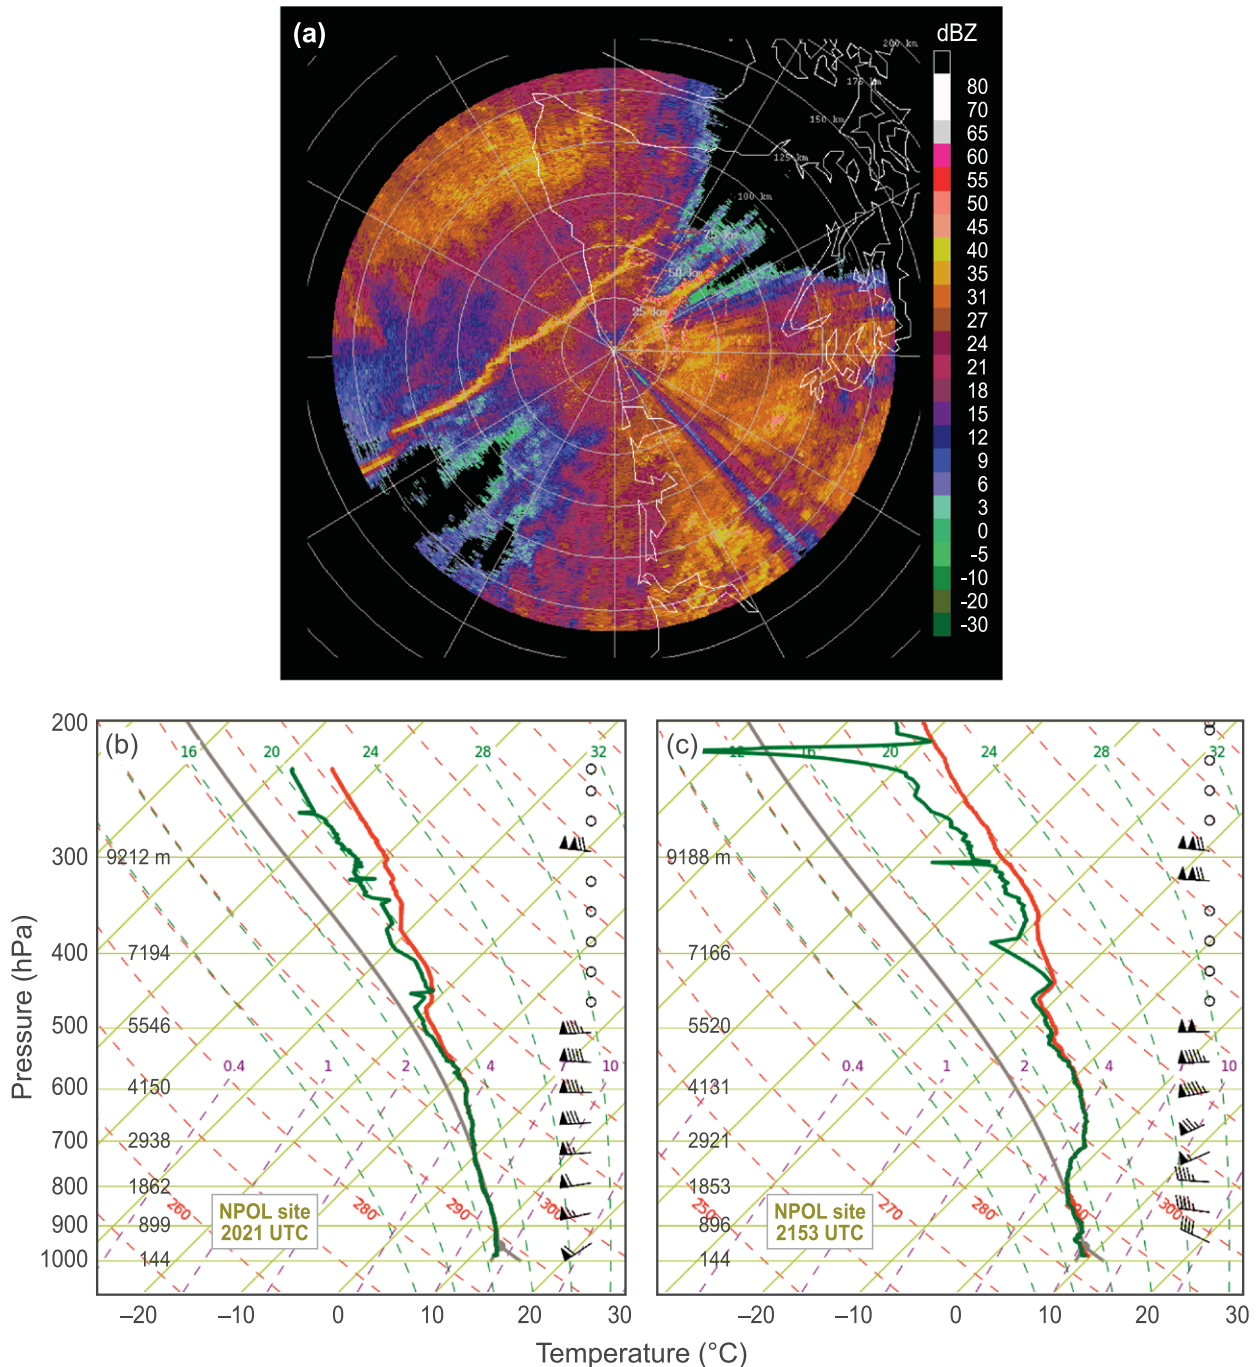 (a)
dBZ
80
70
65
60
55
50
45
40
35
31
27
24
21
18
15
12
9
6
3
0
-5
-10
-20
-30
200 km
175 km
150 km
125 km
100 km
50 km
25 km
Pressure (hPa)
200
300
400
500
600
700
800
900
1000
(b)
16 20 24 28 32
9212 m
7194
5546
0.4 1 2 4 7 10
4150
2938
1862
260 280 290 300
899
144
NPOL site
2021 UTC
–20 –10 0 10 20 30
(c)
12 16 20 24 28 32
9188 m
7166
5520
0.4 1 2 4 7 10
4131
2921
1853
250 270 280 290 300
896
144
NPOL site
2153 UTC
–20 –10 0 10 20 30
Temperature (°C)